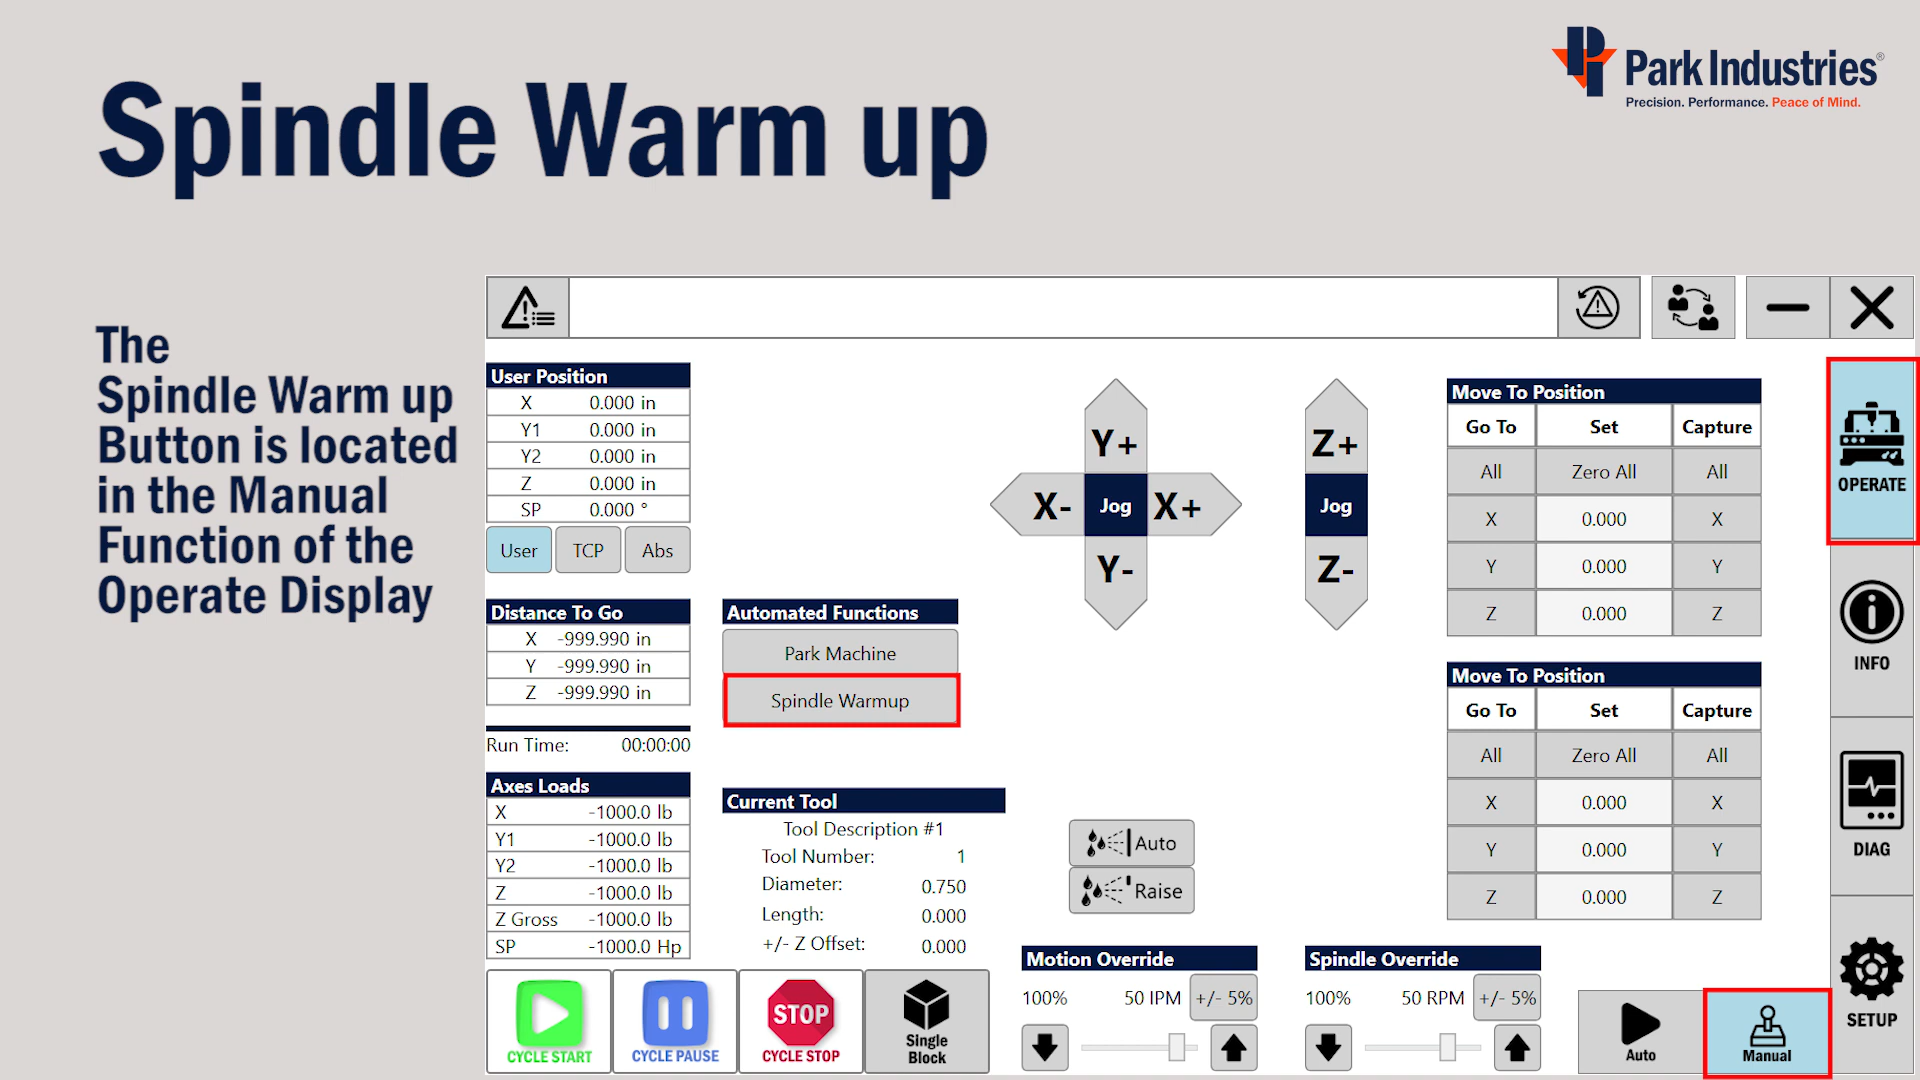 Spindle Warm up
Park Industries®
Precision. Performance. Peace of Mind.
The
Spindle Warm up
Button is located
in the Manual
Function of the
Operate Display
User Position
X 0.000 in
Y1 0.000 in
Y2 0.000 in
Z 0.000 in
SP 0.000 °
User TCP Abs
Distance To Go
X -999.990 in
Y -999.990 in
Z -999.990 in
Run Time: 00:00:00
Axes Loads
X -1000.0 lb
Y1 -1000.0 lb
Y2 -1000.0 lb
Z -1000.0 lb
Z Gross -1000.0 lb
SP -1000.0 Hp
Automated Functions
Park Machine
Spindle Warmup
Current Tool
Tool Description #1
Tool Number: 1
Diameter: 0.750
Length: 0.000
+/- Z Offset: 0.000
Y+
X- Jog X+
Y-
Z+
Jog
Z-
Auto
Raise
Move To Position
Go To Set Capture
All Zero All All
X 0.000 X
Y 0.000 Y
Z 0.000 Z
Move To Position
Go To Set Capture
All Zero All All
X 0.000 X
Y 0.000 Y
Z 0.000 Z
OPERATE
INFO
DIAG
SETUP
CYCLE START
CYCLE PAUSE
STOP
CYCLE STOP
Single
Block
Motion Override
100% 50 IPM +/- 5%
Spindle Override
100% 50 RPM +/- 5%
Auto
Manual